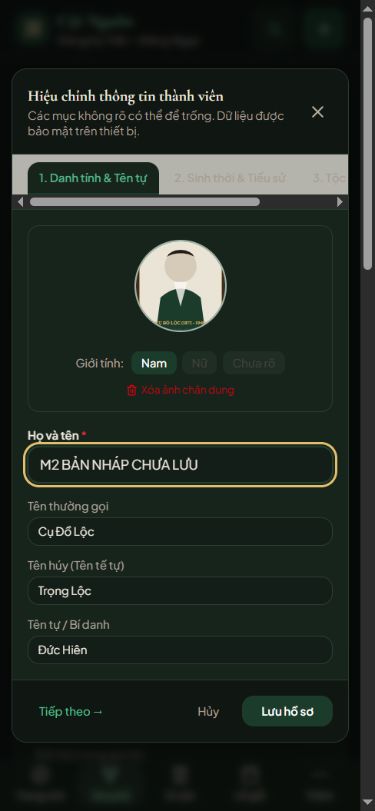 Hiệu chỉnh thông tin thành viên
Các mục không rõ có thể để trống. Dữ liệu được
bảo mật trên thiết bị.
1. Danh tính & Tên tự
2. Sinh thời & Tiểu sử
3. Tộc
Giới tính:
Nam
Nữ
Chưa rõ
Xóa ảnh chân dung
Họ và tên *
M2 BẢN NHÁP CHƯA LƯU
Tên thường gọi
Cụ Đồ Lộc
Tên húy (Tên tế tự)
Trọng Lộc
Tên tự / Bí danh
Đức Hiên
Tiếp theo →
Hủy
Lưu hồ sơ